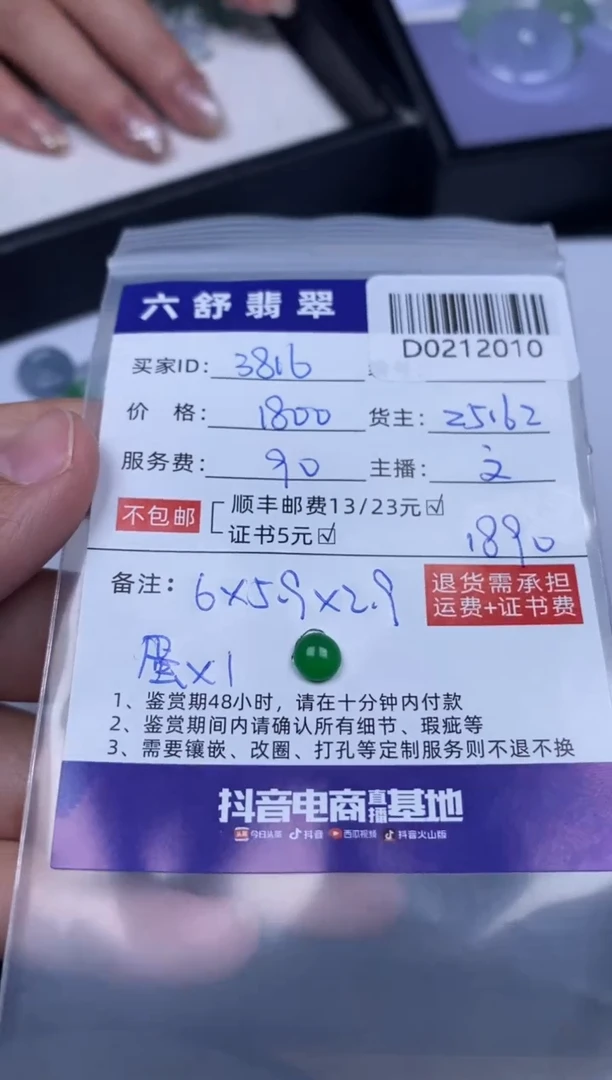 六舒翡翠
D0212010
买家ID: 3816
价 格: 1800 货主: 25162
服务费: 90 主播:
不包邮 顺丰邮费13/23元☑
证书5元☑
1890
备注: 6×5.9×2.9
退货需承担
运费+证书费
蛋×1
1、鉴赏期48小时，请在十分钟内付款
2、鉴赏期间内请确认所有细节、瑕疵等
3、需要镶嵌、改圈、打孔等定制服务则不退不换
抖音电商直播基地
头条 今日头条 抖音 西瓜视频 抖音火山版